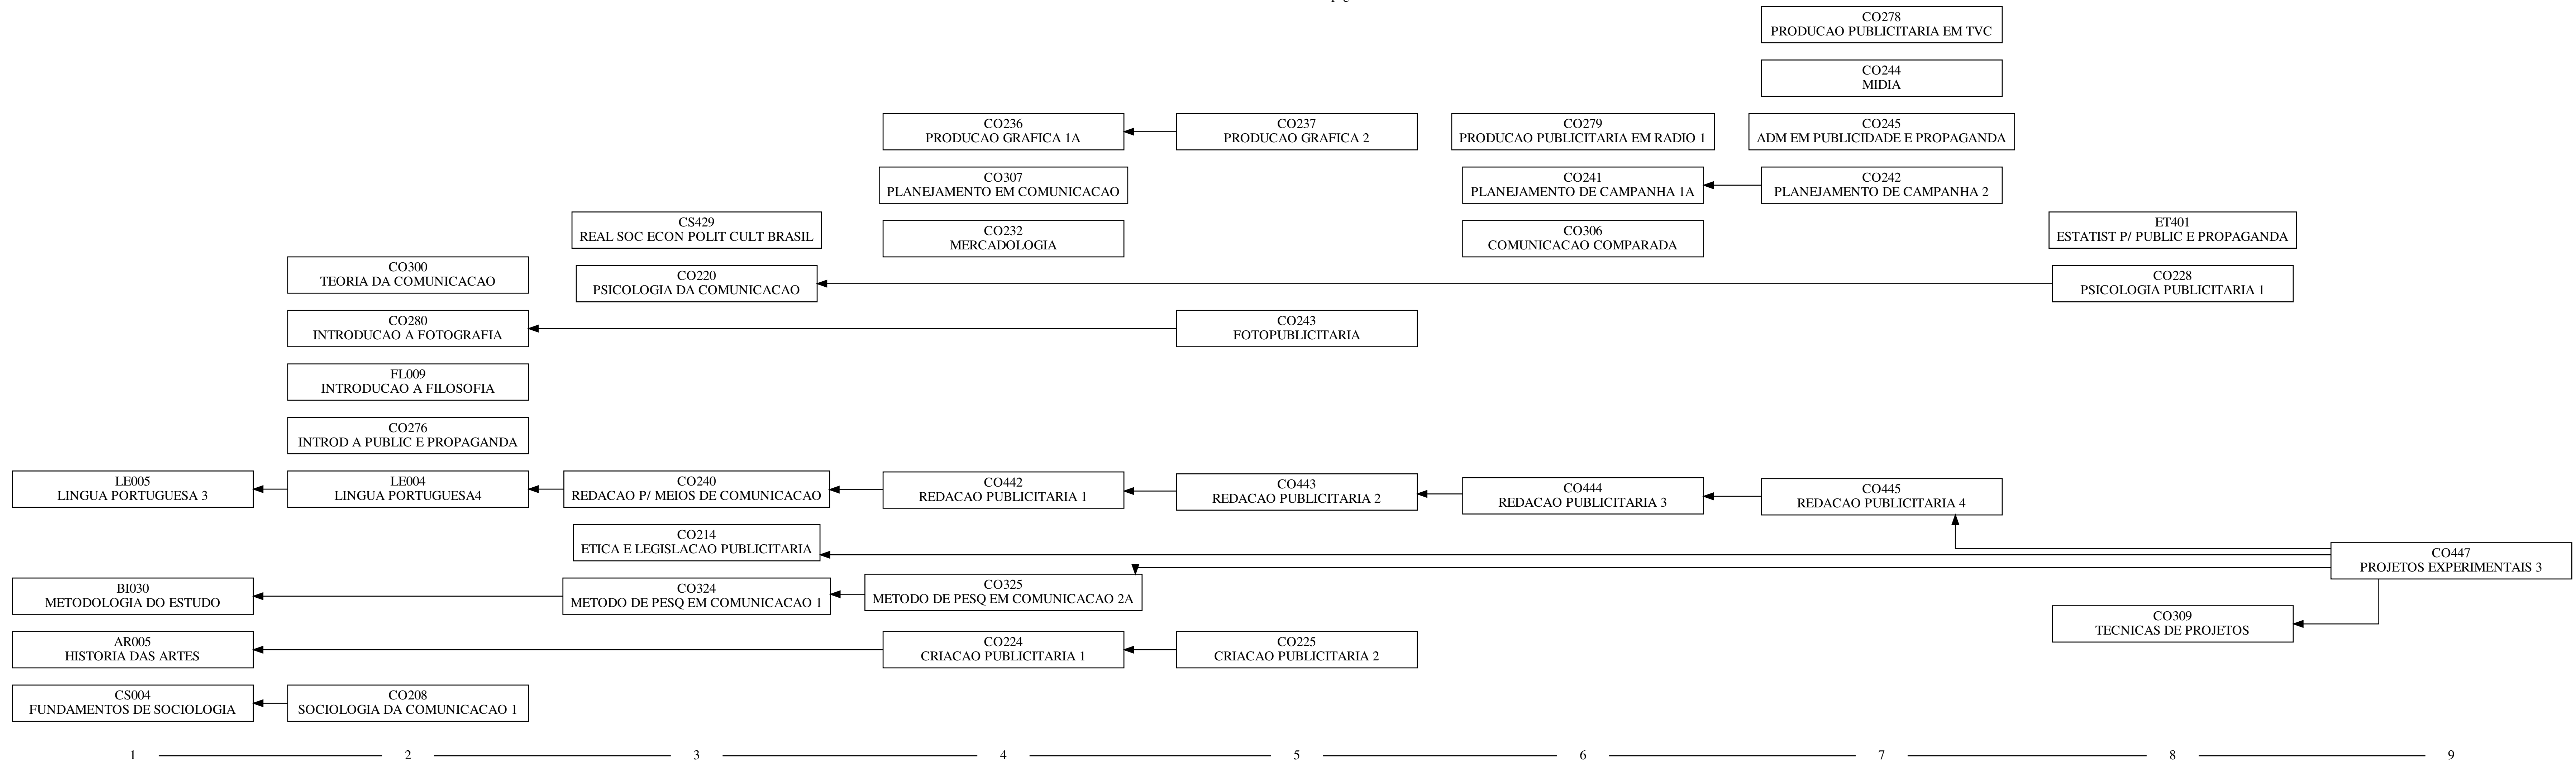 CO278
PRODUCAO PUBLICITARIA EM TVC
CO244
MIDIA
CO236
PRODUCAO GRAFICA 1A
CO237
PRODUCAO GRAFICA 2
CO279
PRODUCAO PUBLICITARIA EM RADIO 1
CO245
ADM EM PUBLICIDADE E PROPAGANDA
CO307
PLANEJAMENTO EM COMUNICACAO
CO241
PLANEJAMENTO DE CAMPANHA 1A
CO242
PLANEJAMENTO DE CAMPANHA 2
CS429
REAL SOC ECON POLIT CULT BRASIL
CO232
MERCADOLOGIA
CO306
COMUNICACAO COMPARADA
ET401
ESTATIST P/ PUBLIC E PROPAGANDA
CO300
TEORIA DA COMUNICACAO
CO220
PSICOLOGIA DA COMUNICACAO
CO228
PSICOLOGIA PUBLICITARIA 1
CO280
INTRODUCAO A FOTOGRAFIA
CO243
FOTOPUBLICITARIA
FL009
INTRODUCAO A FILOSOFIA
CO276
INTROD A PUBLIC E PROPAGANDA
LE005
LINGUA PORTUGUESA 3
LE004
LINGUA PORTUGUESA4
CO240
REDACAO P/ MEIOS DE COMUNICACAO
CO442
REDACAO PUBLICITARIA 1
CO443
REDACAO PUBLICITARIA 2
CO444
REDACAO PUBLICITARIA 3
CO445
REDACAO PUBLICITARIA 4
CO214
ETICA E LEGISLACAO PUBLICITARIA
CO447
PROJETOS EXPERIMENTAIS 3
BI030
METODOLOGIA DO ESTUDO
CO324
METODO DE PESQ EM COMUNICACAO 1
CO325
METODO DE PESQ EM COMUNICACAO 2A
CO309
TECNICAS DE PROJETOS
AR005
HISTORIA DAS ARTES
CO224
CRIACAO PUBLICITARIA 1
CO225
CRIACAO PUBLICITARIA 2
CS004
FUNDAMENTOS DE SOCIOLOGIA
CO208
SOCIOLOGIA DA COMUNICACAO 1
1 2 3 4 5 6 7 8 9